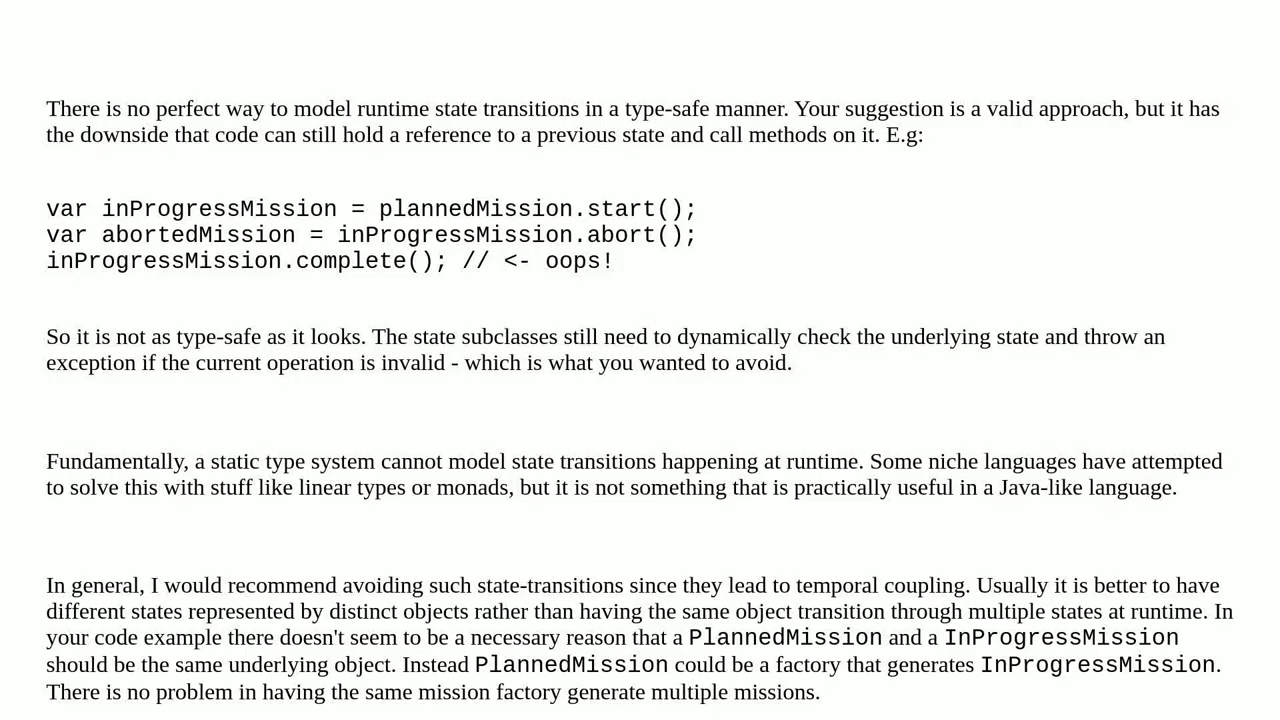 There is no perfect way to model runtime state transitions in a type-safe manner. Your suggestion is a valid approach, but it has
the downside that code can still hold a reference to a previous state and call methods on it. E.g:
var inProgressMission = plannedMission.start();
var abortedMission = inProgressMission.abort();
inProgressMission.complete(); // <- oops!
So it is not as type-safe as it looks. The state subclasses still need to dynamically check the underlying state and throw an
exception if the current operation is invalid - which is what you wanted to avoid.
Fundamentally, a static type system cannot model state transitions happening at runtime. Some niche languages have attempted
to solve this with stuff like linear types or monads, but it is not something that is practically useful in a Java-like language.
In general, I would recommend avoiding such state-transitions since they lead to temporal coupling. Usually it is better to have
different states represented by distinct objects rather than having the same object transition through multiple states at runtime. In
your code example there doesn't seem to be a necessary reason that a PlannedMission and a InProgressMission
should be the same underlying object. Instead PlannedMission could be a factory that generates InProgressMission.
There is no problem in having the same mission factory generate multiple missions.